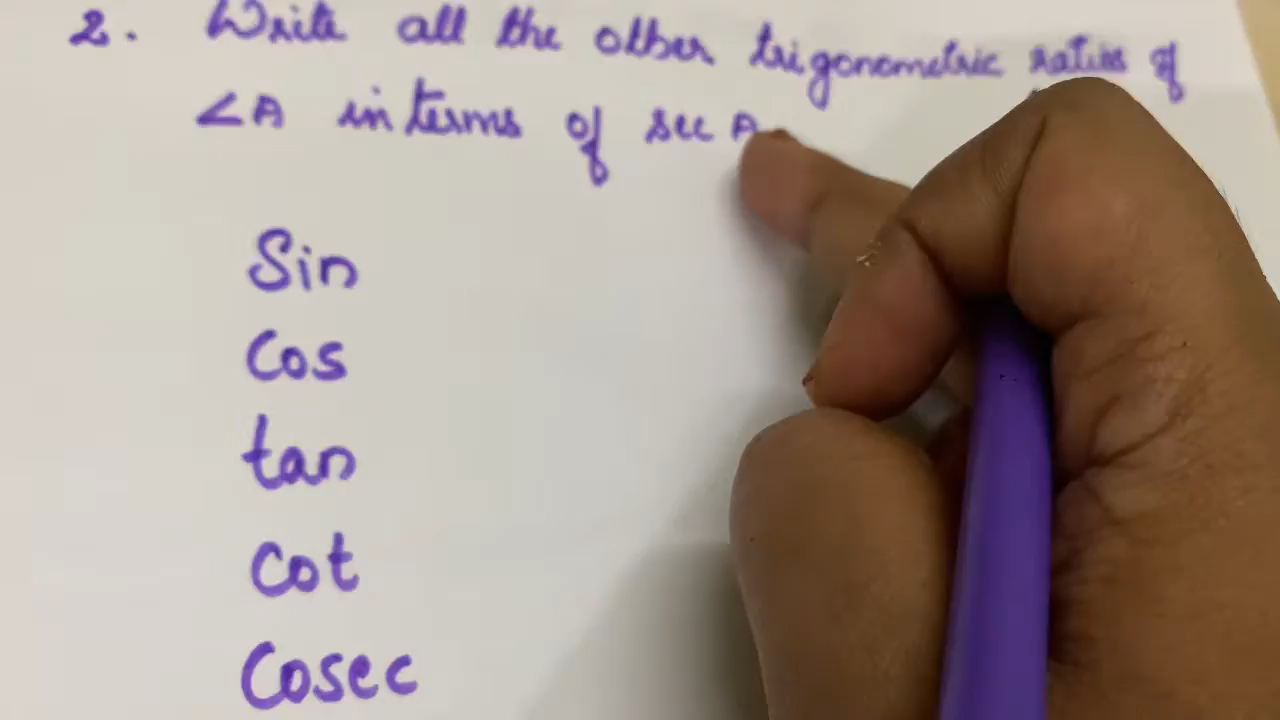 2. Write all the other trigonometric ratios of
∠A in terms of sec A
Sin
Cos
tan
Cot
Cosec